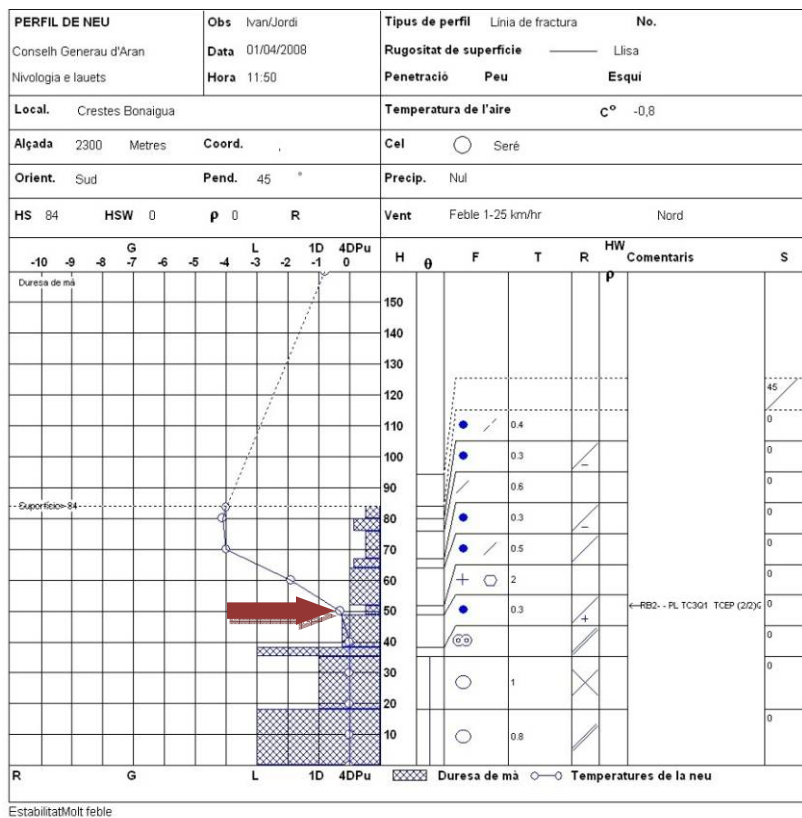 PERFIL DE NEU
Obs Ivan/Jordi
Tipus de perfil Línia de fractura No.
Conselh Generau d'Aran
Data 01/04/2008
Rugositat de superfície Llisa
Nivologia e lauets
Hora 11:50
Penetració Peu Esquí
Local. Crestes Bonaigua
Temperatura de l'aire Cº -0,8
Alçada 2300 Metres Coord. ,
Cel Seré
Orient. Sud Pend. 45 °
Precip. Nul
HS 84 HSW 0 ρ 0 R
Vent Feble 1-25 km/hr Nord
G L 1D 4DPu
-10 -9 -8 -7 -6 -5 -4 -3 -2 -1 0
H θ F T R HW ρ Comentaris S
Duresa de mà
150
140
130
120
45
110
0.4 0
100
0.3 - 0
90
0.6 0
Superfície> 84
80
0.3 - 0
70
0.5 0
60
+ 2 0
50
0.3 + RB2- - PL TC3Q1 TCEP (2/2)Q 0
40
0
30
1 0
20
0.8 0
10
R G L 1D 4DPu
Duresa de mà Temperatures de la neu
EstabilitatMolt feble